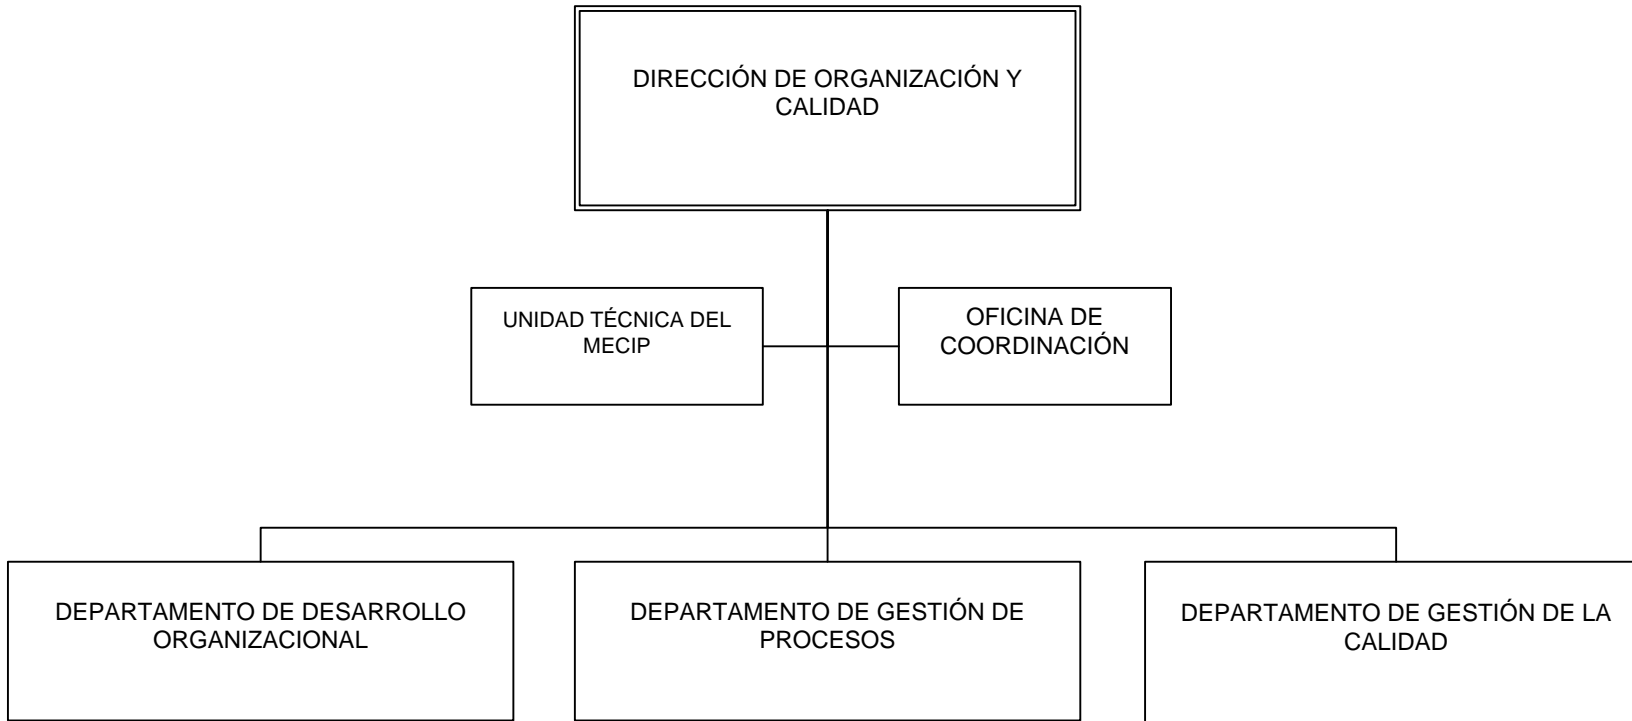 DIRECCIÓN DE ORGANIZACIÓN Y
CALIDAD
UNIDAD TÉCNICA DEL
MECIP
OFICINA DE
COORDINACIÓN
DEPARTAMENTO DE DESARROLLO
ORGANIZACIONAL
DEPARTAMENTO DE GESTIÓN DE
PROCESOS
DEPARTAMENTO DE GESTIÓN DE LA
CALIDAD